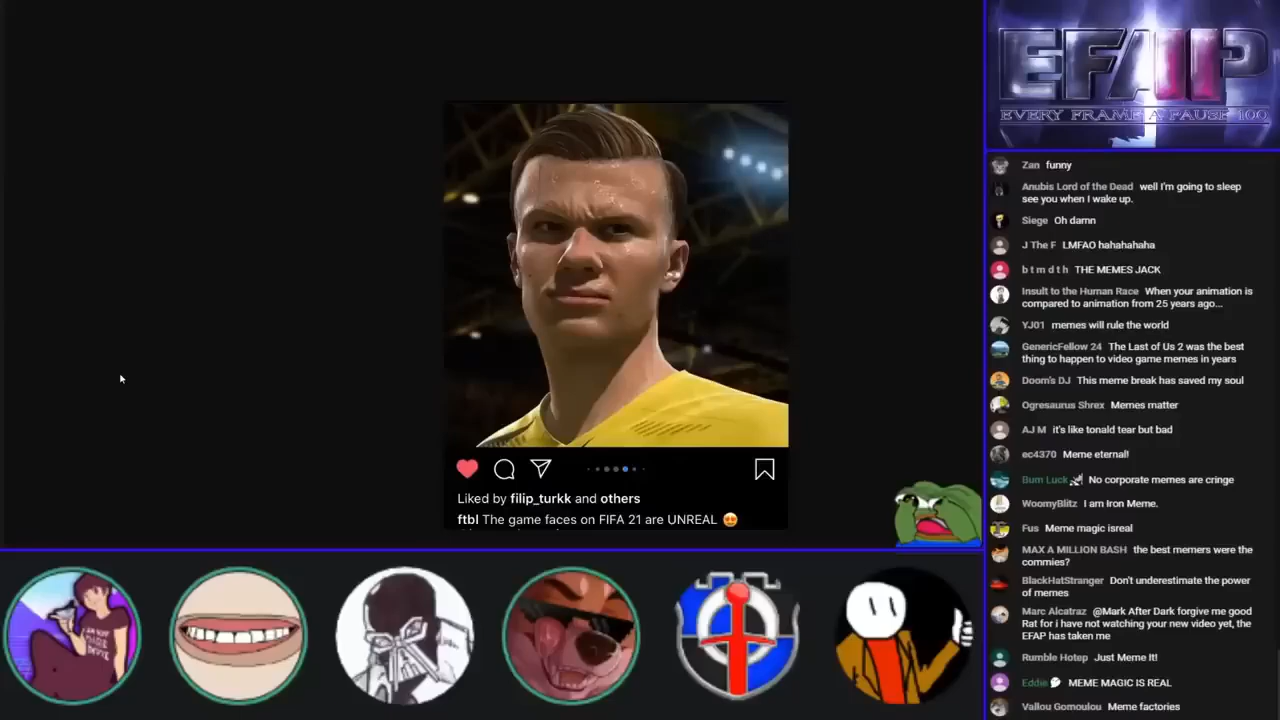 EFAP
EVERY FRAME A PAUSE 100
Zan funny
Anubis Lord of the Dead well I'm going to sleep
see you when I wake up.
Siege Oh damn
J The F LMFAO hahahahaha
b t m d t h THE MEMES JACK
Insult to the Human Race When your animation is
compared to animation from 25 years ago...
YJ01 memes will rule the world
GenericFellow 24 The Last of Us 2 was the best
thing to happen to video game memes in years
Doom's DJ This meme break has saved my soul
Ogresaurus Shrex Memes matter
AJ M it's like tonald tear but bad
ec4370 Meme eternal!
Bum Luck No corporate memes are cringe
WoomyBlitz I am Iron Meme.
Fus Meme magic isreal
MAX A MILLION BASH the best memers were the
commies?
BlackHatStranger Don't underestimate the power
of memes
Marc Alcatraz @Mark After Dark forgive me good
Rat for i have not watching your new video yet, the
EFAP has taken me
Rumble Hotep Just Meme It!
Eddie MEME MAGIC IS REAL
Vallou Gomoulou Meme factories
Liked by filip_turkk and others
ftbl The game faces on FIFA 21 are UNREAL 😍